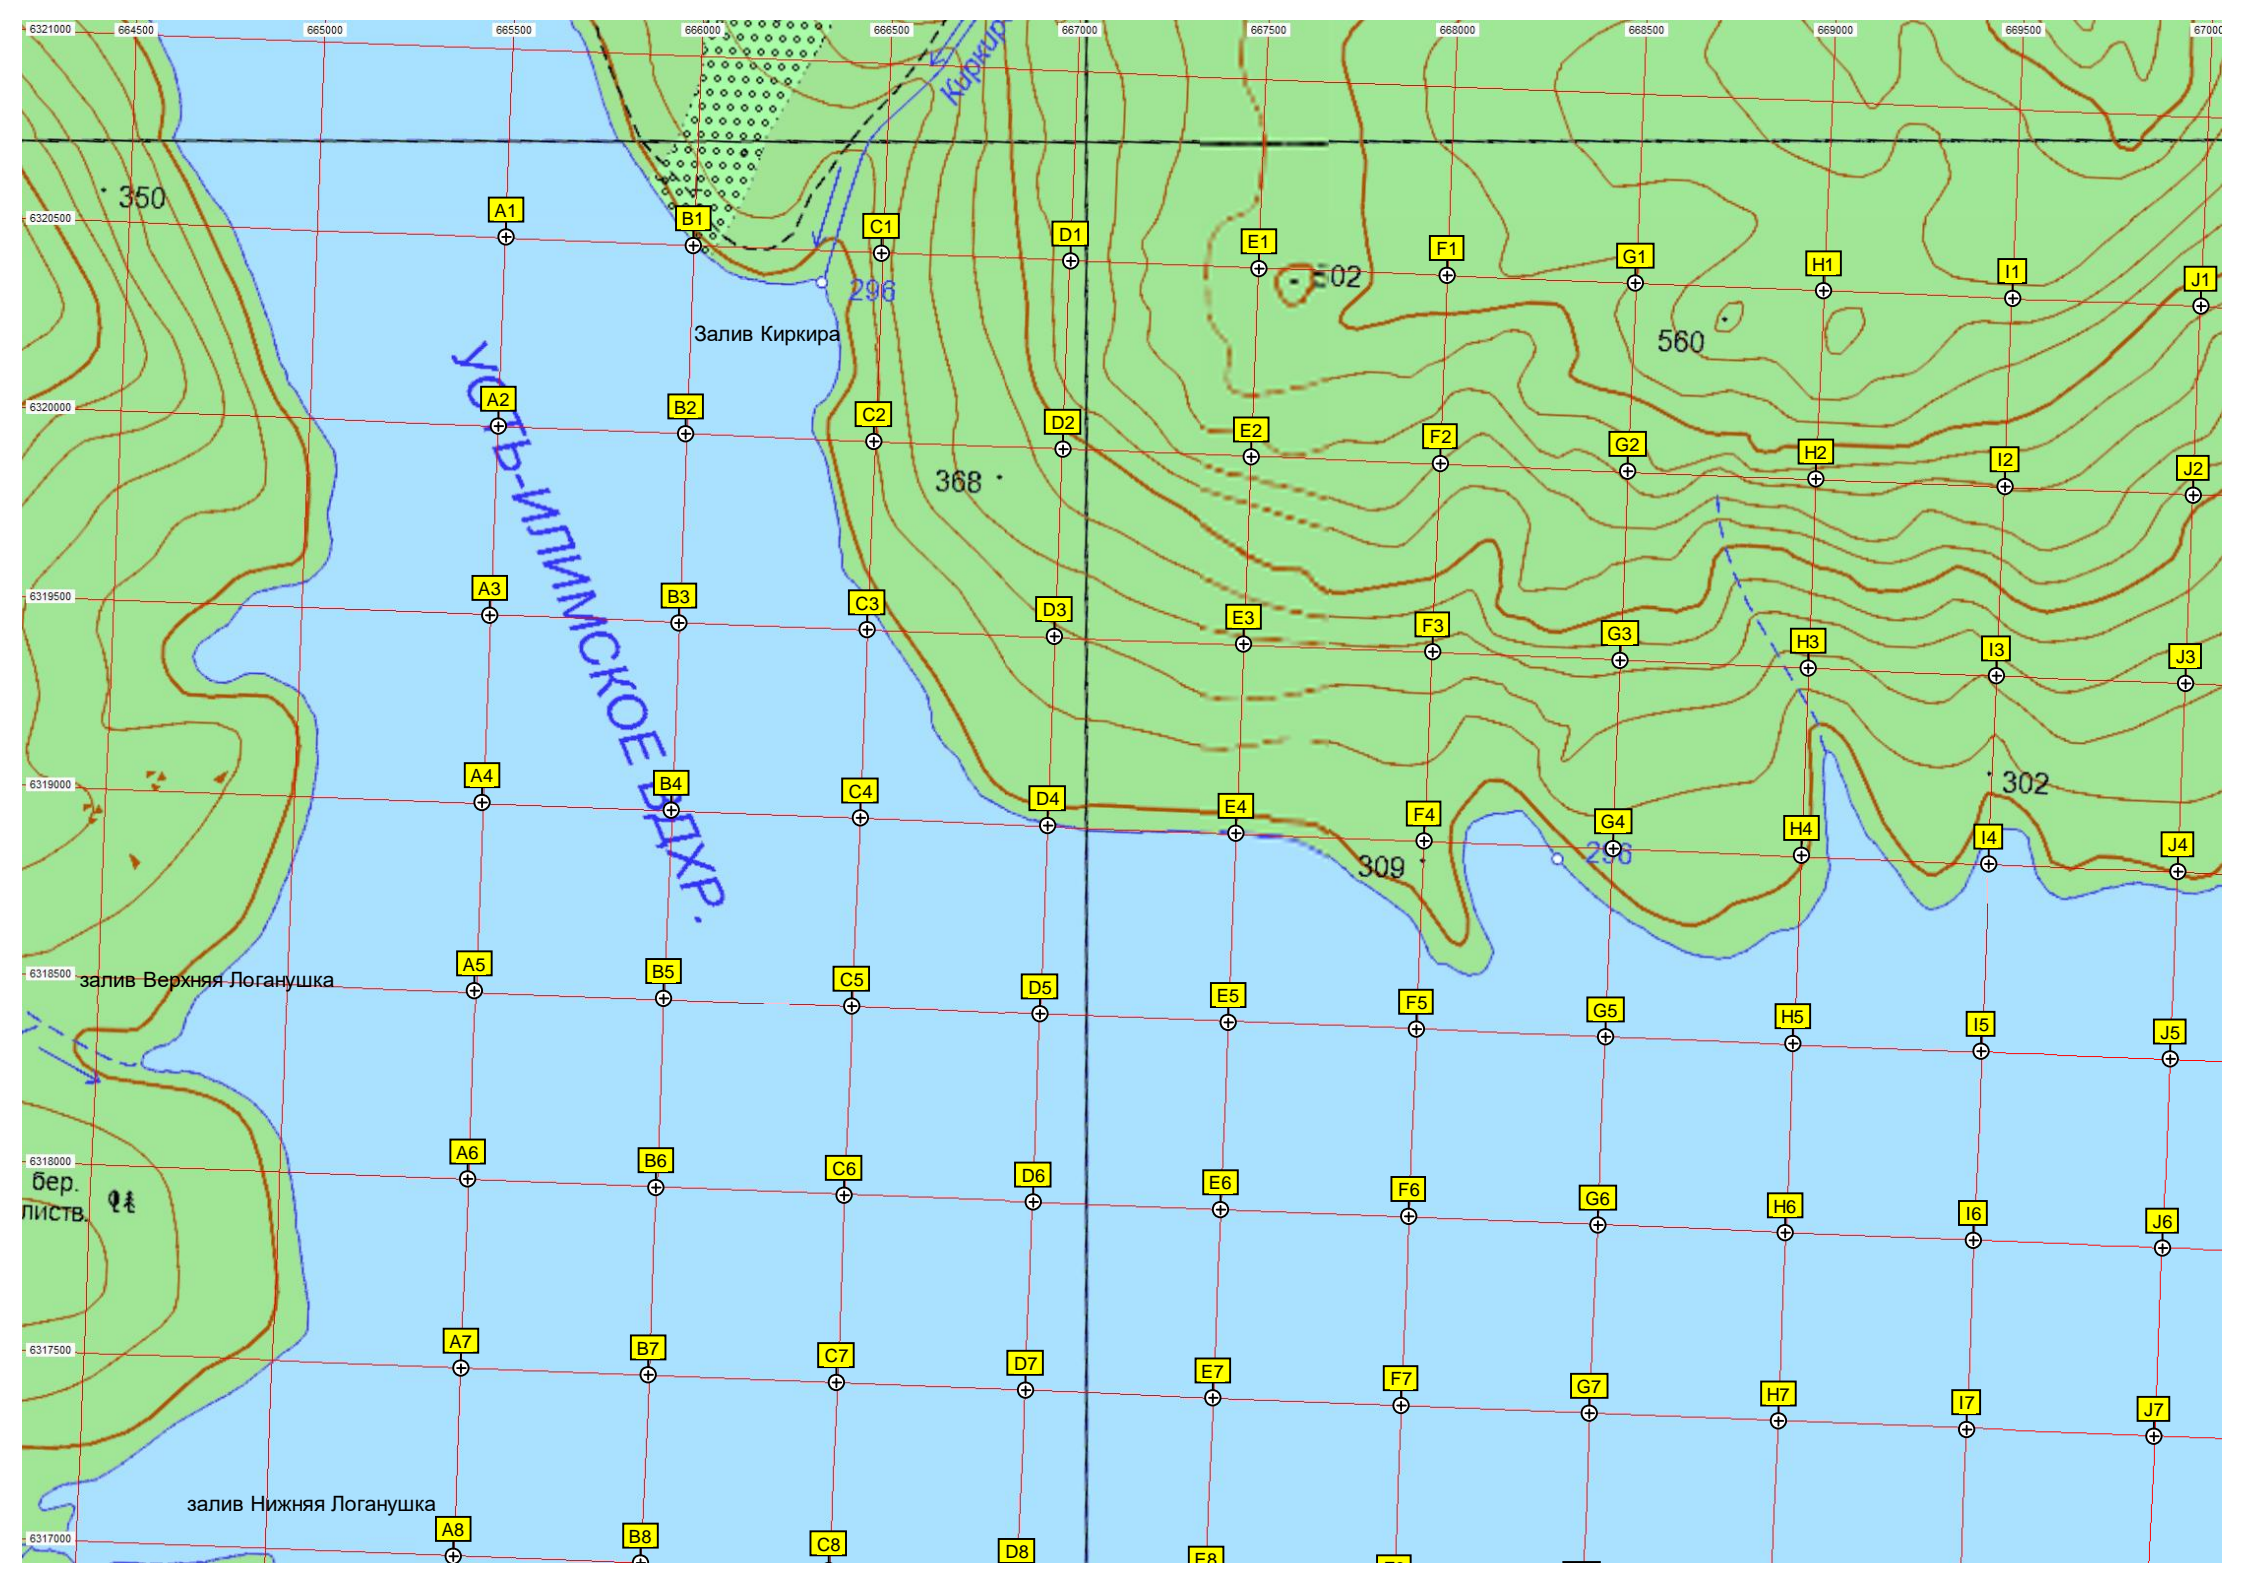 6321000 664500 665000 665500 666000 666500 667000 667500 668000 668500 669000 669500 67000
Киркир
350
6320500
A1 B1 C1 D1 E1 F1 G1 H1 I1 J1
296
502
560
Залив Киркира
УСТЬ-ИЛИМСКОЕ ВДХР.
6320000
A2 B2 C2 D2 E2 F2 G2 H2 I2 J2
368
6319500
A3 B3 C3 D3 E3 F3 G3 H3 I3 J3
6319000
A4 B4 C4 D4 E4 F4 G4 H4 I4 J4
302
309
296
6318500
залив Верхняя Логанушка
A5 B5 C5 D5 E5 F5 G5 H5 I5 J5
6318000
A6 B6 C6 D6 E6 F6 G6 H6 I6 J6
бер.
листв.
6317500
A7 B7 C7 D7 E7 F7 G7 H7 I7 J7
залив Нижняя Логанушка
6317000
A8 B8 C8 D8 E8